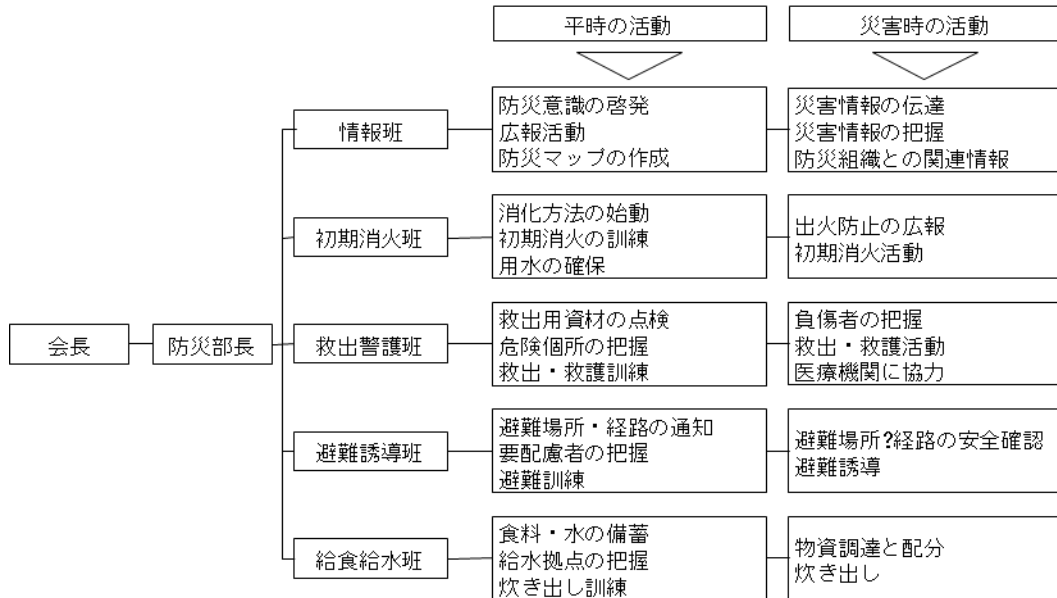 平時の活動
災害時の活動
情報班
防災意識の啓発
広報活動
防災マップの作成
災害情報の伝達
災害情報の把握
防災組織との関連情報
初期消火班
消化方法の始動
初期消火の訓練
用水の確保
出火防止の広報
初期消火活動
会長
防災部長
救出警護班
救出用資材の点検
危険個所の把握
救出・救護訓練
負傷者の把握
救出・救護活動
医療機関に協力
避難誘導班
避難場所・経路の通知
要配慮者の把握
避難訓練
避難場所?経路の安全確認
避難誘導
給食給水班
食料・水の備蓄
給水拠点の把握
炊き出し訓練
物資調達と配分
炊き出し